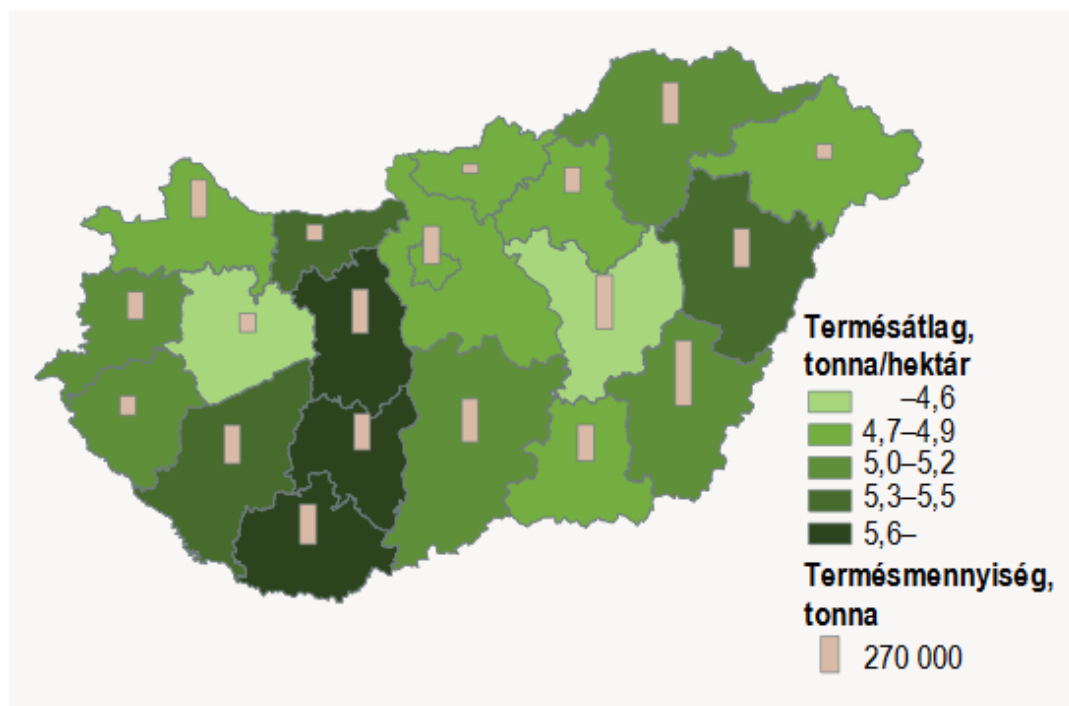 Termésátlag,
tonna/hektár
–4,6
4,7–4,9
5,0–5,2
5,3–5,5
5,6–
Termésmennyiség,
tonna
270 000